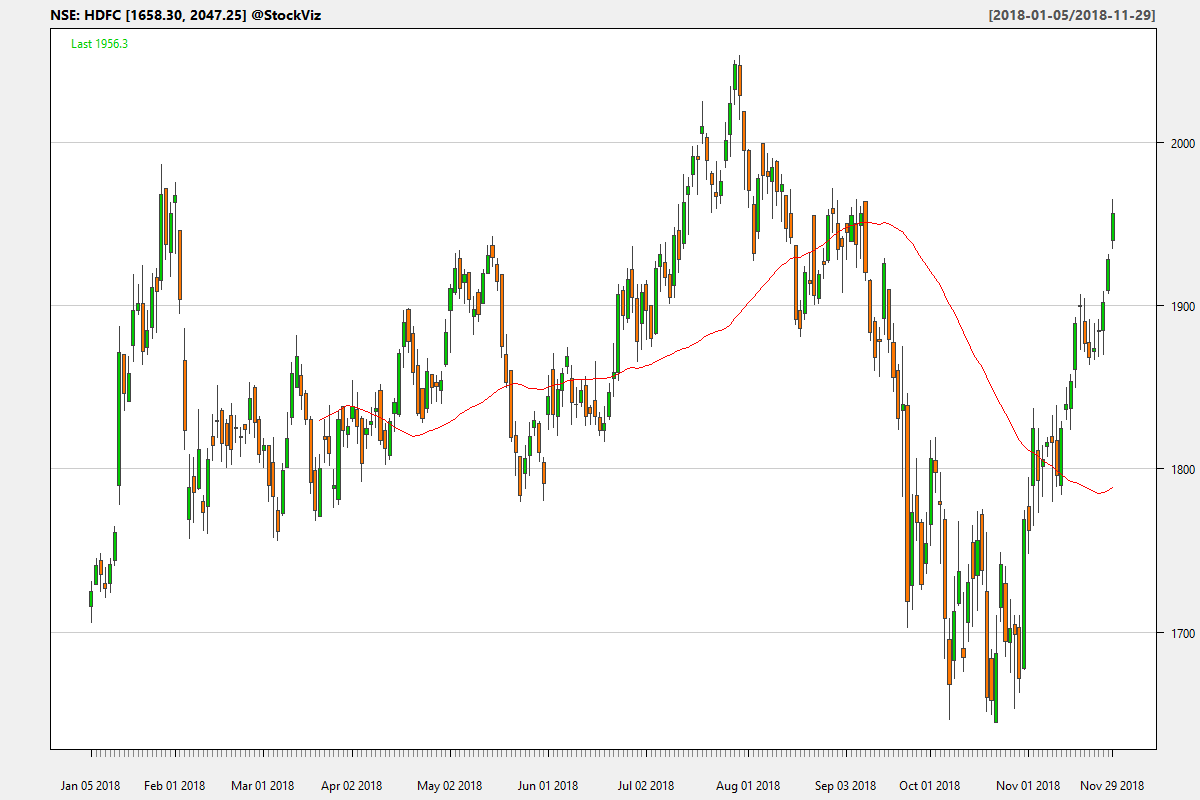 NSE: HDFC [1658.30, 2047.25] @StockViz
[2018-01-05/2018-11-29]
Last 1956.3
2000
1900
1800
1700
Jan 05 2018
Feb 01 2018
Mar 01 2018
Apr 02 2018
May 02 2018
Jun 01 2018
Jul 02 2018
Aug 01 2018
Sep 03 2018
Oct 01 2018
Nov 01 2018
Nov 29 2018